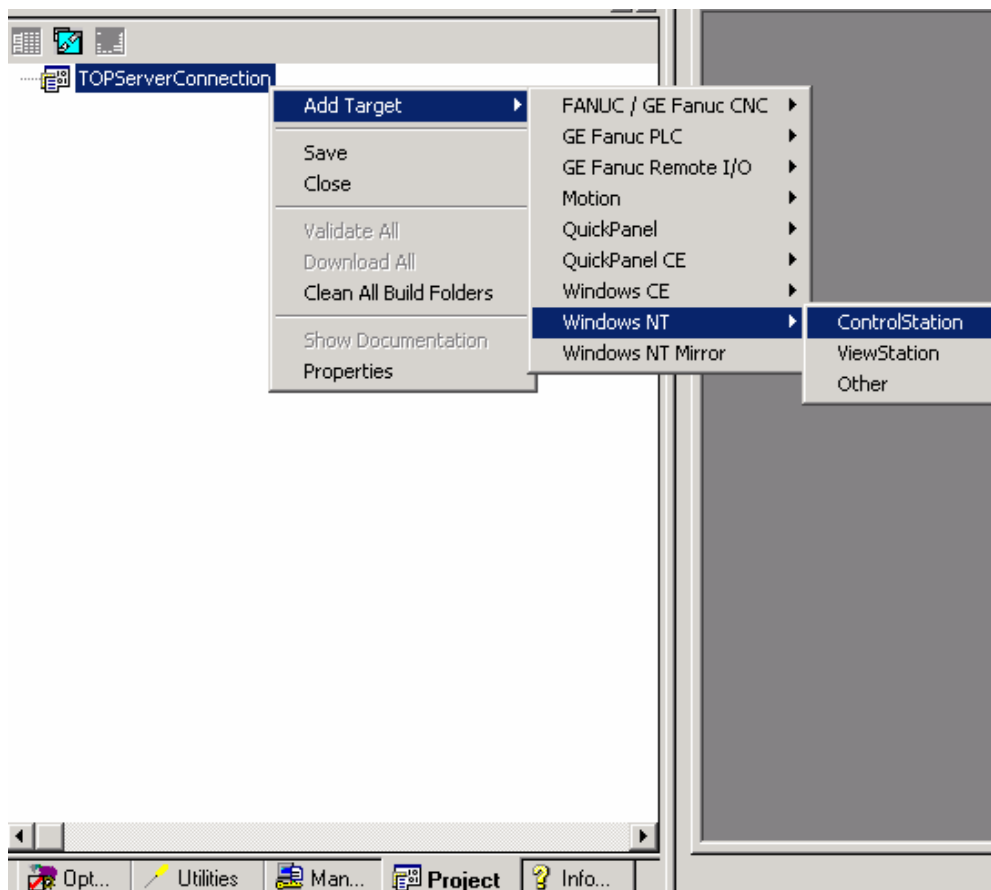 TOPServerConnection
Add Target
Save
Close
Validate All
Download All
Clean All Build Folders
Show Documentation
Properties
FANUC / GE Fanuc CNC
GE Fanuc PLC
GE Fanuc Remote I/O
Motion
QuickPanel
QuickPanel CE
Windows CE
Windows NT
Windows NT Mirror
ControlStation
ViewStation
Other
Opt... Utilities Man... Project Info...